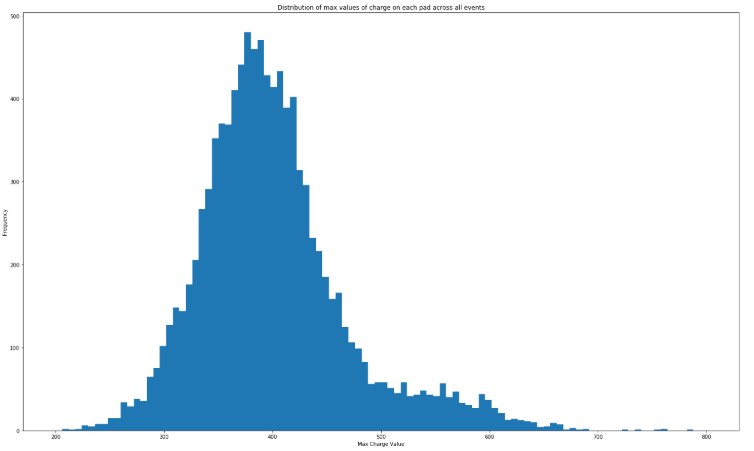 Distribution of max values of charge on each pad across all events
500
400
300
200
100
0
Frequency
200 300 400 500 600 700 800
Max Charge Value